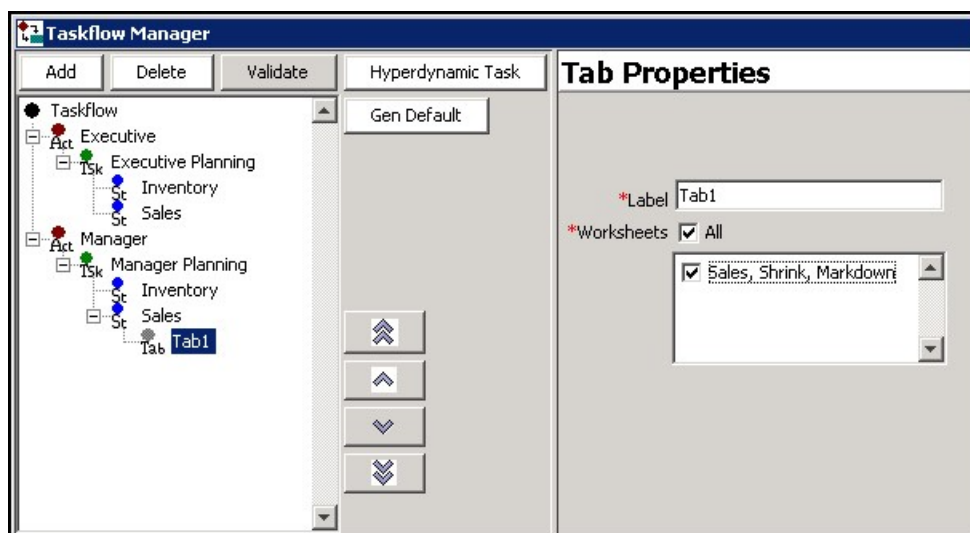 Taskflow Manager
Add Delete Validate Hyperdynamic Task
Gen Default
Taskflow
Act Executive
Tsk Executive Planning
St Inventory
St Sales
Act Manager
Tsk Manager Planning
St Inventory
St Sales
Tab Tab1
Tab Properties
*Label Tab1
*Worksheets All
Sales, Shrink, Markdown